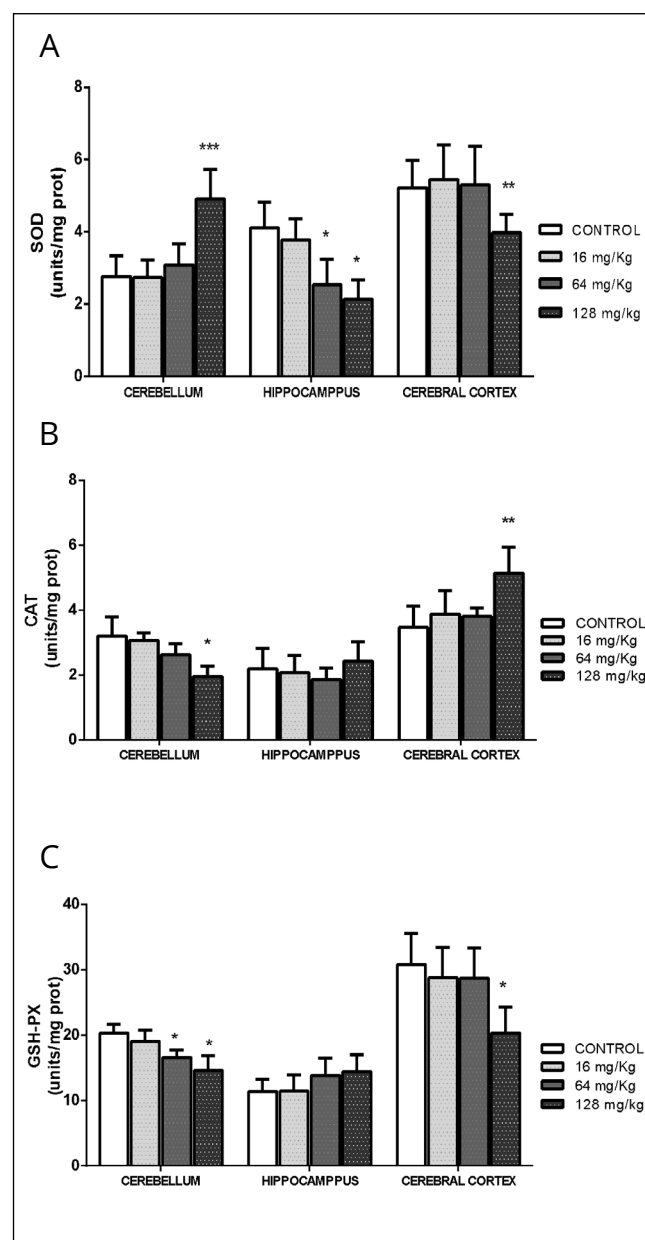 A
SOD
(units/mg prot)
8
6
4
2
0
***
*
*
**
CEREBELLUM
HIPPOCAMPPUS
CEREBRAL CORTEX
CONTROL
16 mg/Kg
64 mg/Kg
128 mg/kg
B
CAT
(units/mg prot)
8
6
4
2
0
*
**
CEREBELLUM
HIPPOCAMPPUS
CEREBRAL CORTEX
CONTROL
16 mg/Kg
64 mg/Kg
128 mg/kg
C
GSH-PX
(units/mg prot)
40
30
20
10
0
*
*
*
CEREBELLUM
HIPPOCAMPPUS
CEREBRAL CORTEX
CONTROL
16 mg/Kg
64 mg/Kg
128 mg/kg